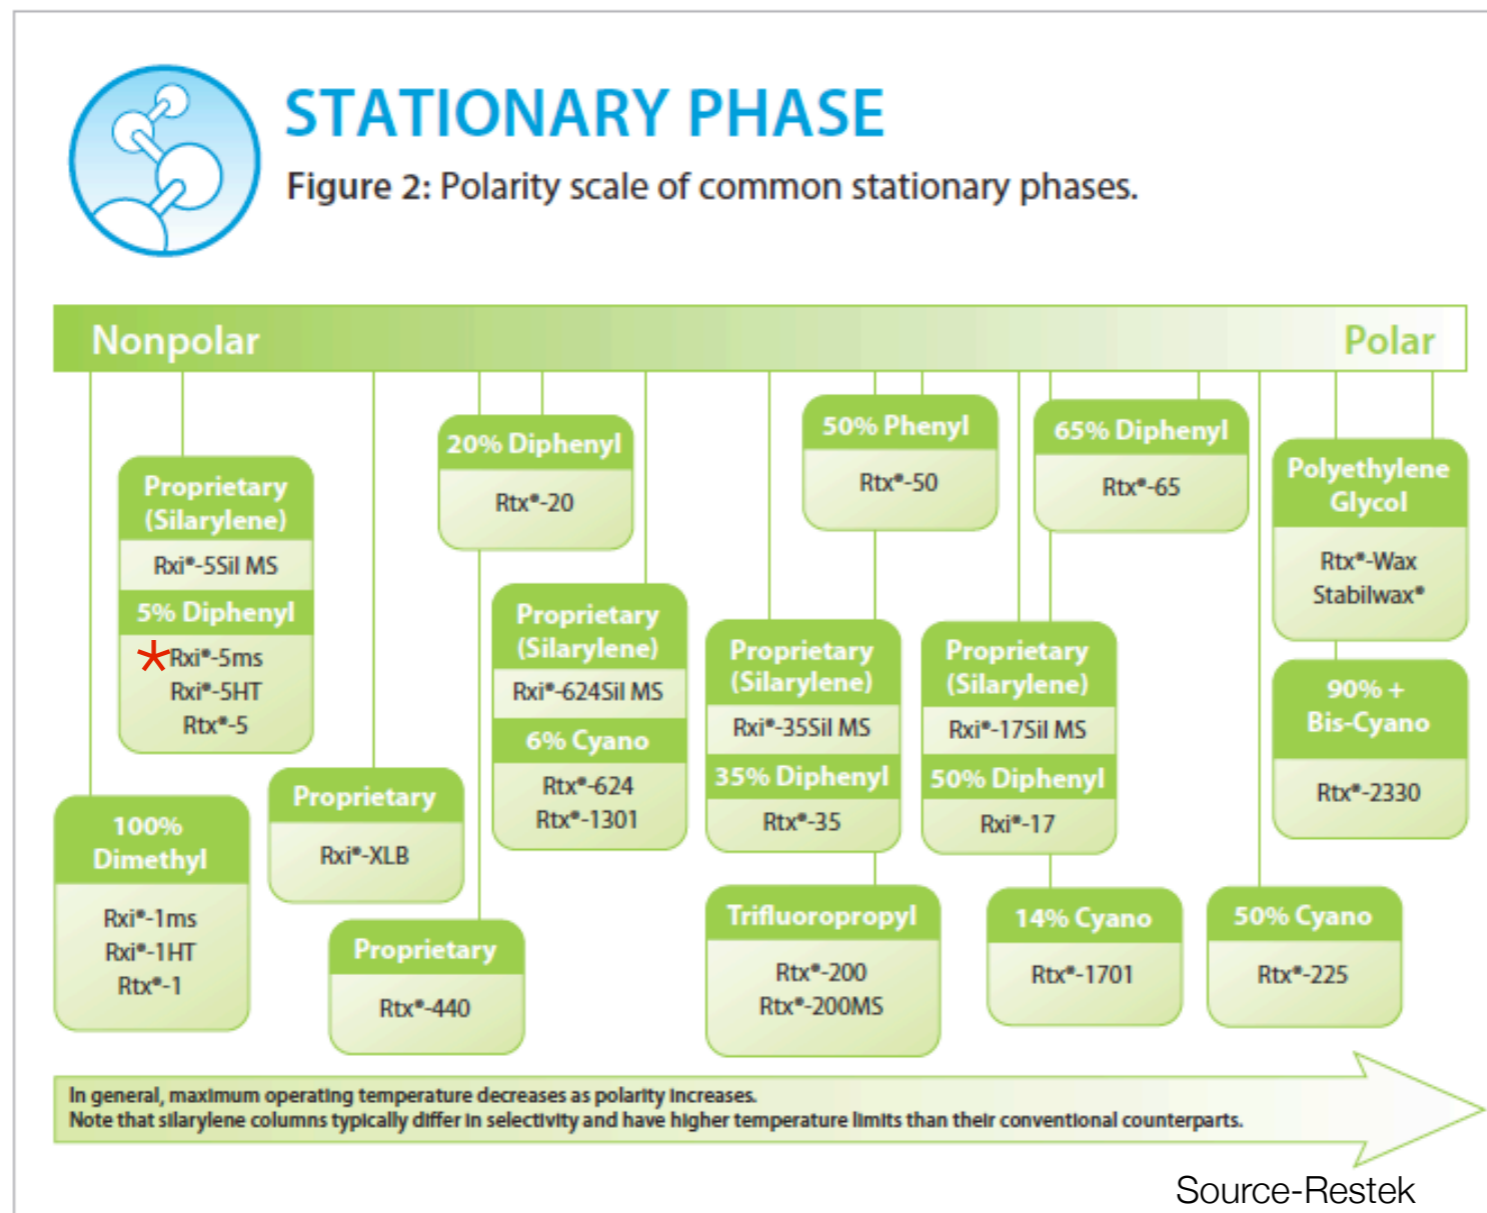 STATIONARY PHASE
Figure 2: Polarity scale of common stationary phases.
Nonpolar
Polar
Proprietary
(Silarylene)
Rxi®-5Sil MS
5% Diphenyl
*Rxi®-5ms
Rxi®-5HT
Rtx®-5
100%
Dimethyl
Rxi®-1ms
Rxi®-1HT
Rtx®-1
Proprietary
Rxi®-XLB
Proprietary
Rtx®-440
20% Diphenyl
Rtx®-20
Proprietary
(Silarylene)
Rxi®-624Sil MS
6% Cyano
Rtx®-624
Rtx®-1301
50% Phenyl
Rtx®-50
Proprietary
(Silarylene)
Rxi®-35Sil MS
35% Diphenyl
Rtx®-35
Trifluoropropyl
Rtx®-200
Rtx®-200MS
65% Diphenyl
Rtx®-65
Proprietary
(Silarylene)
Rxi®-17Sil MS
50% Diphenyl
Rxi®-17
14% Cyano
Rtx®-1701
50% Cyano
Rtx®-225
Polyethylene
Glycol
Rtx®-Wax
Stabilwax®
90% +
Bis-Cyano
Rtx®-2330
In general, maximum operating temperature decreases as polarity increases.
Note that silarylene columns typically differ in selectivity and have higher temperature limits than their conventional counterparts.
Source-Restek